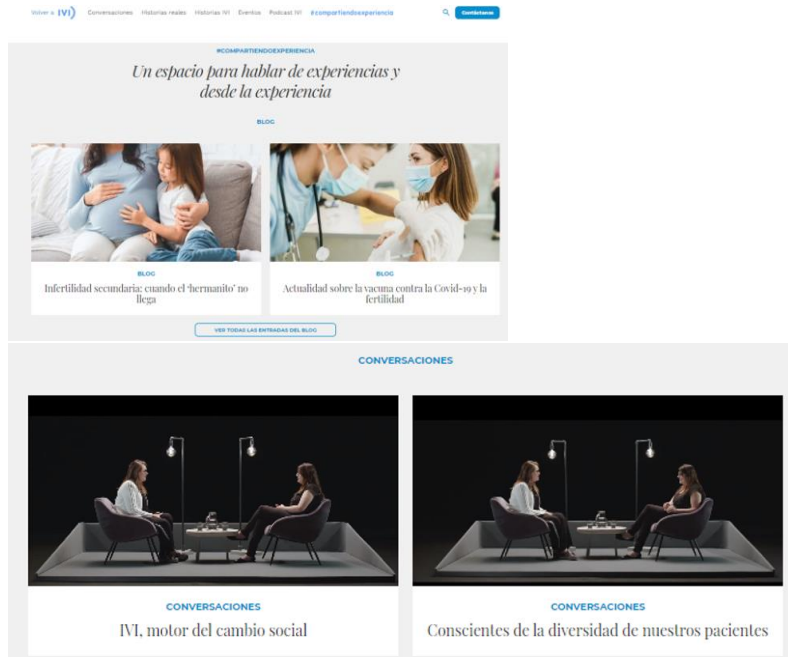 Volver a IVI Conversaciones Historias reales Historias IVI Eventos Podcast IVI #compartiendoexperiencia Contáctanos
#COMPARTIENDOEXPERIENCIA
Un espacio para hablar de experiencias y
desde la experiencia
BLOG
BLOG
Infertilidad secundaria: cuando el ‘hermanito’ no
llega
BLOG
Actualidad sobre la vacuna contra la Covid-19 y la
fertilidad
VER TODAS LAS ENTRADAS DEL BLOG
CONVERSACIONES
CONVERSACIONES
IVI, motor del cambio social
CONVERSACIONES
Conscientes de la diversidad de nuestros pacientes